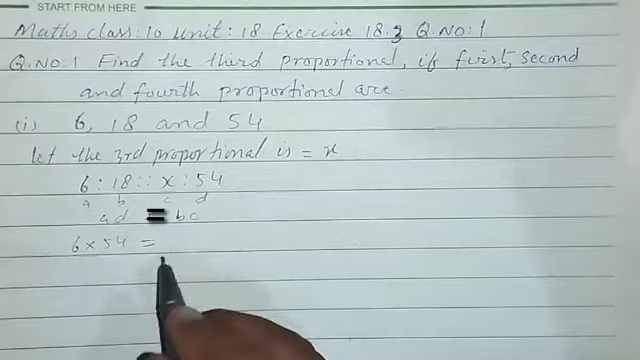 START FROM HERE
Maths class: 10 unit: 18 Exercise 18.3 Q.NO:1
Q.NO:1 Find the third proportional, if first, second
and fourth proportional are.
(i) 6, 18 and 54
let the 3rd proportional is = x
6 : 18 :: x : 54
a b c d
ad = bc
6 × 54 =